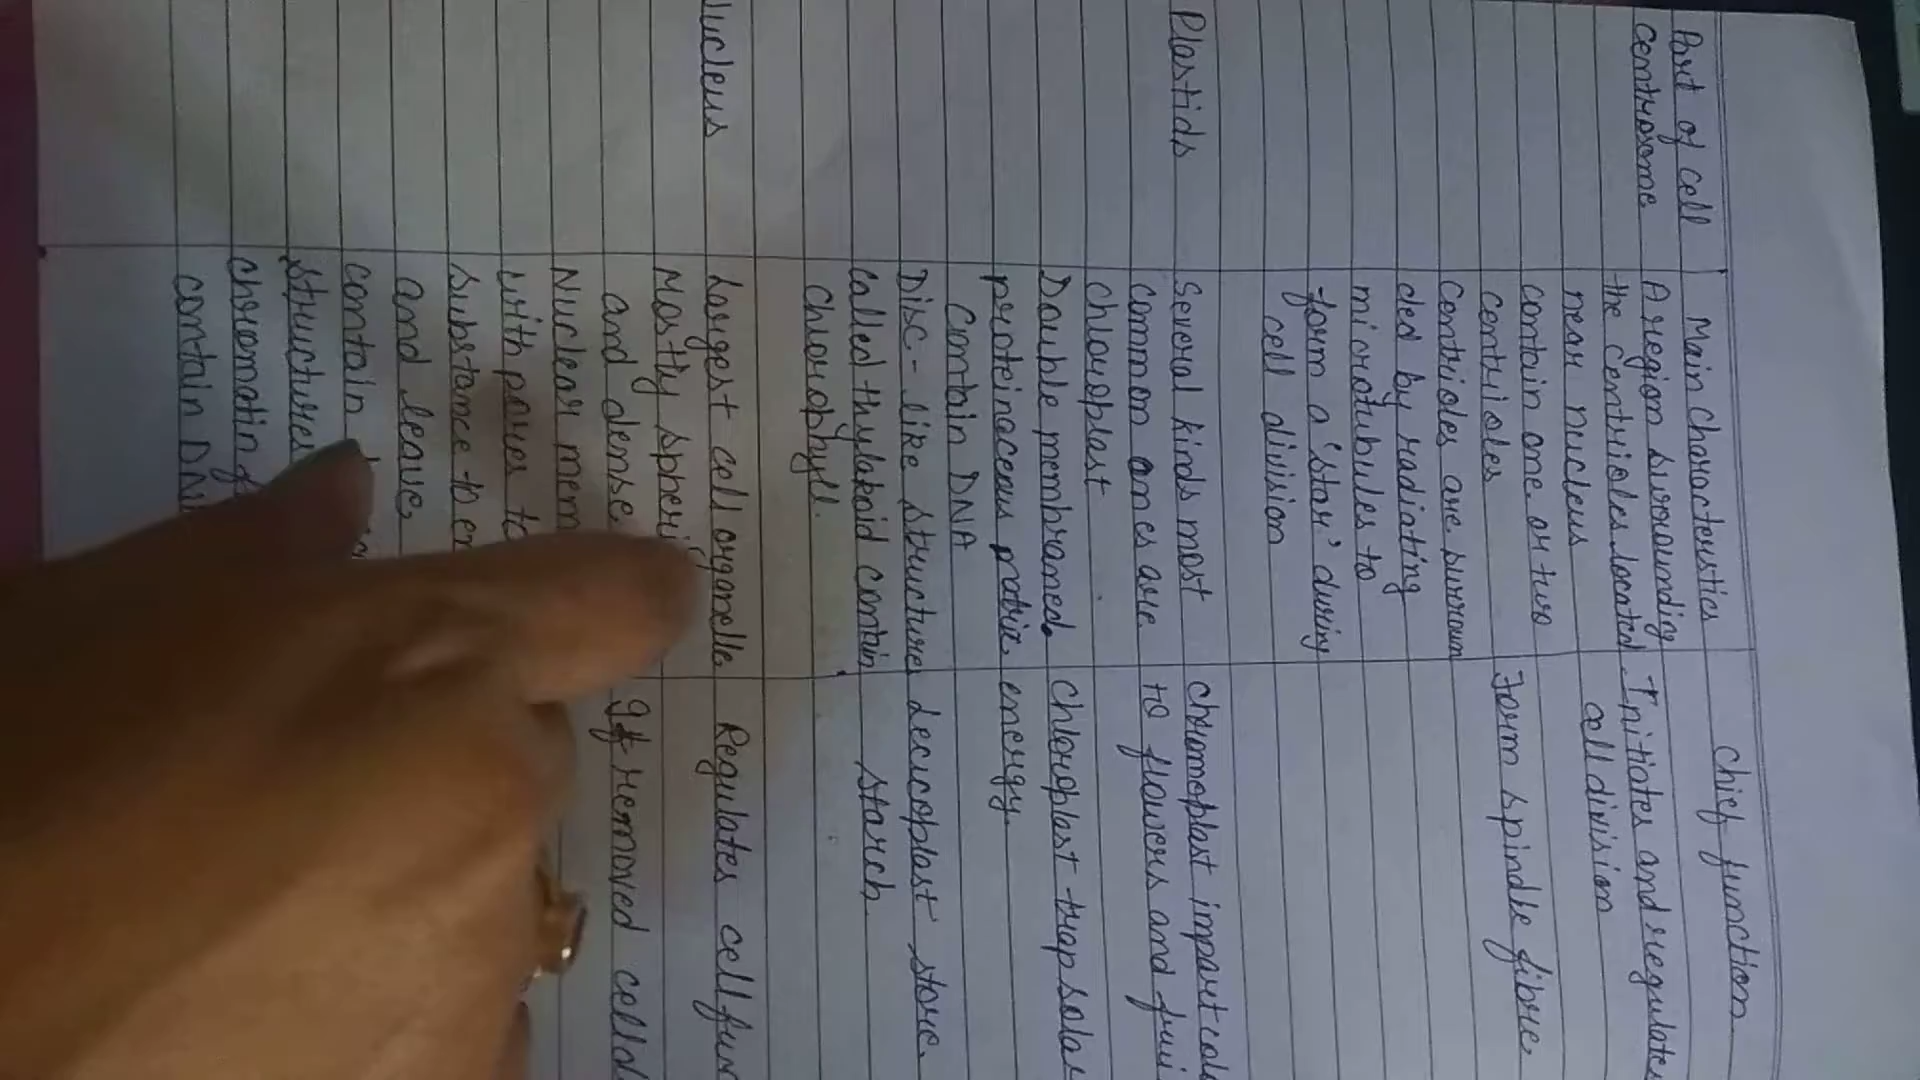 Part of cell Main characteristics Chief function
Centrosome A region surrounding Initiates and regulates
the centrioles located cell division
near nucleus
contain one or two Form spindle fibre.
centrioles
Centrioles are surroun
ded by radiating
microtubules to
form a 'star' during
cell division
Plastids Several kinds most chromoplast impart colo
common ones are to flowers and frui
chloroplast
Double membraned. chloroplast trap solar
proteinaceous matrix energy.
Contain DNA
Disc-like structure leucoplast store
called thylakoid contain starch.
chlorophyll.
ucleus Largest cell organelle Regulates cell fun
Mostly spheri
and dense. If removed cell
Nuclear mem
with pores to
substance to en
and leave.
contain
structures
chromatin
contain DN